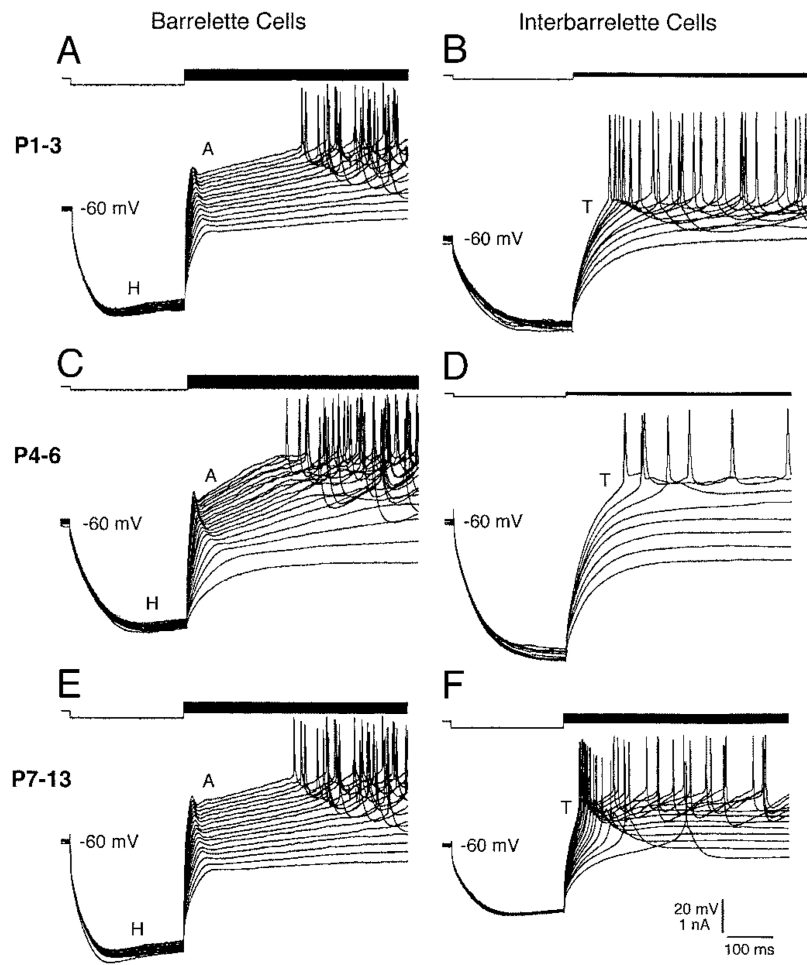 Barrelette Cells
Interbarrelette Cells
A
B
P1-3
A
-60 mV
H
T
-60 mV
C
D
P4-6
A
-60 mV
H
T
-60 mV
E
F
P7-13
A
-60 mV
H
T
-60 mV
20 mV
1 nA
100 ms